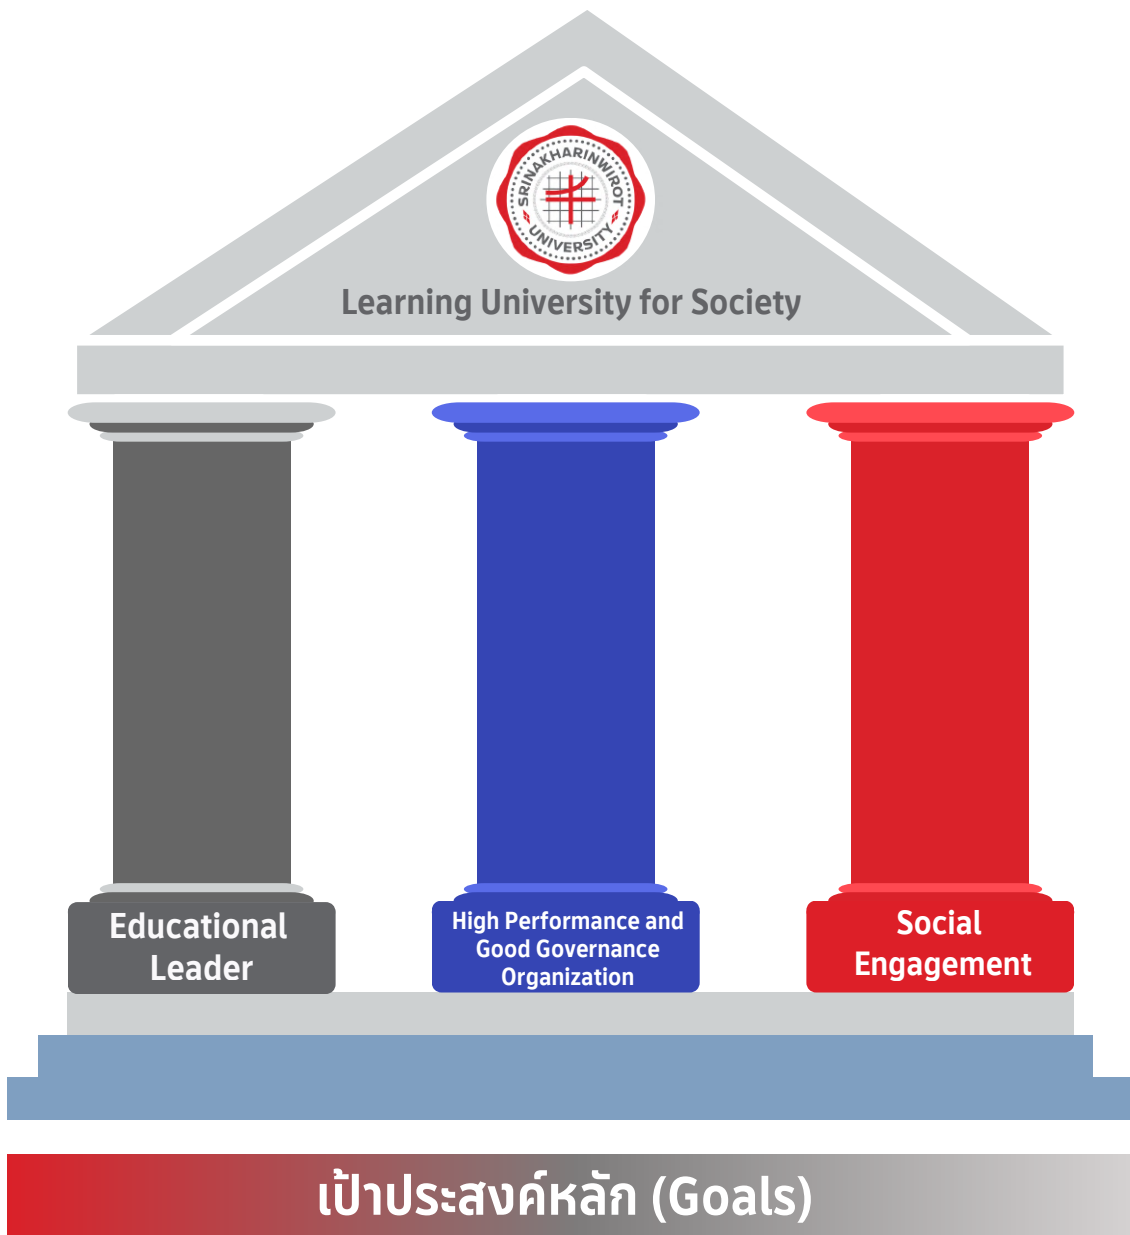 SRINAKHARINWIROT
UNIVERSITY
Learning University for Society
Educational
Leader
High Performance and
Good Governance
Organization
Social
Engagement
เป้าประสงค์หลัก (Goals)